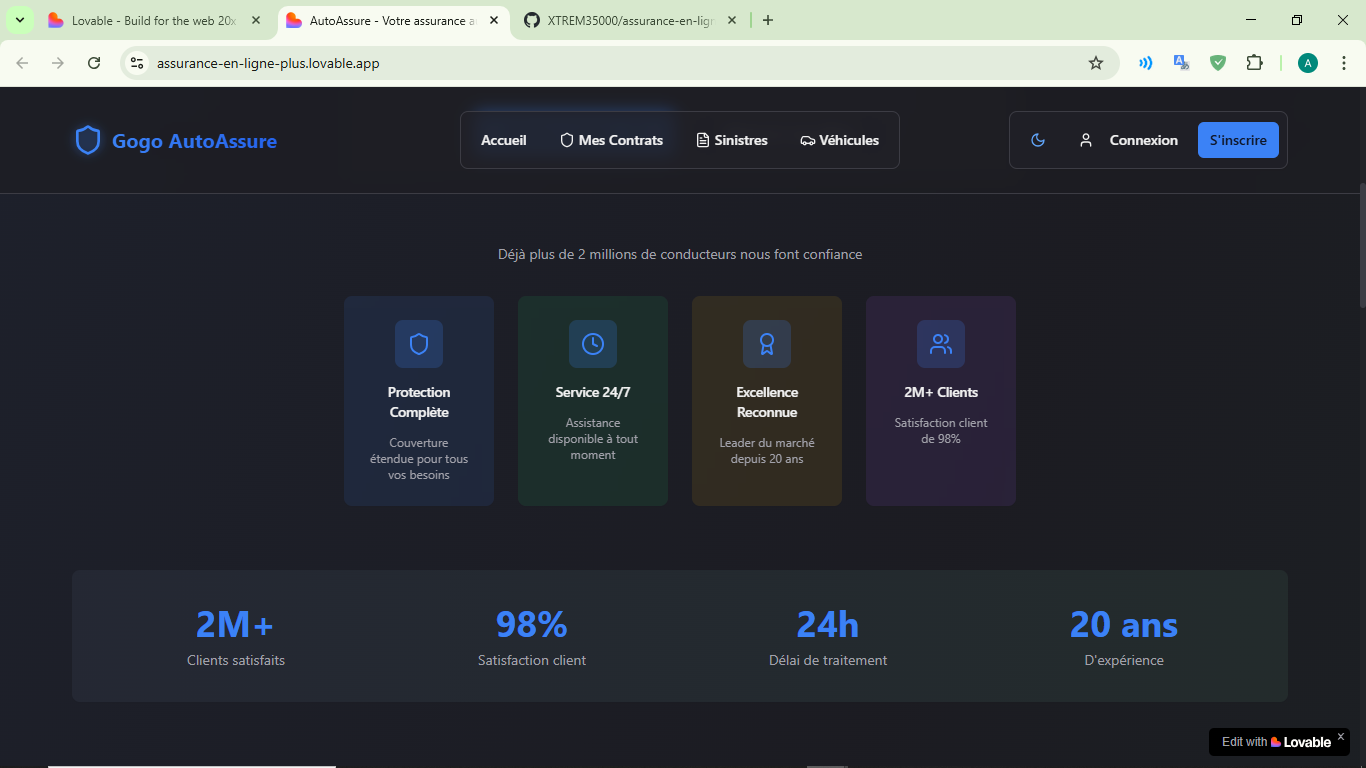 Lovable - Build for the web 20x
AutoAssure - Votre assurance a
XTREM35000/assurance-en-lign
assurance-en-ligne-plus.lovable.app
A
Gogo AutoAssure
Accueil
Mes Contrats
Sinistres
Véhicules
Connexion
S'inscrire
Déjà plus de 2 millions de conducteurs nous font confiance
Protection
Complète
Couverture
étendue pour tous
vos besoins
Service 24/7
Assistance
disponible à tout
moment
Excellence
Reconnue
Leader du marché
depuis 20 ans
2M+ Clients
Satisfaction client
de 98%
2M+
Clients satisfaits
98%
Satisfaction client
24h
Délai de traitement
20 ans
D'expérience
Edit with Lovable